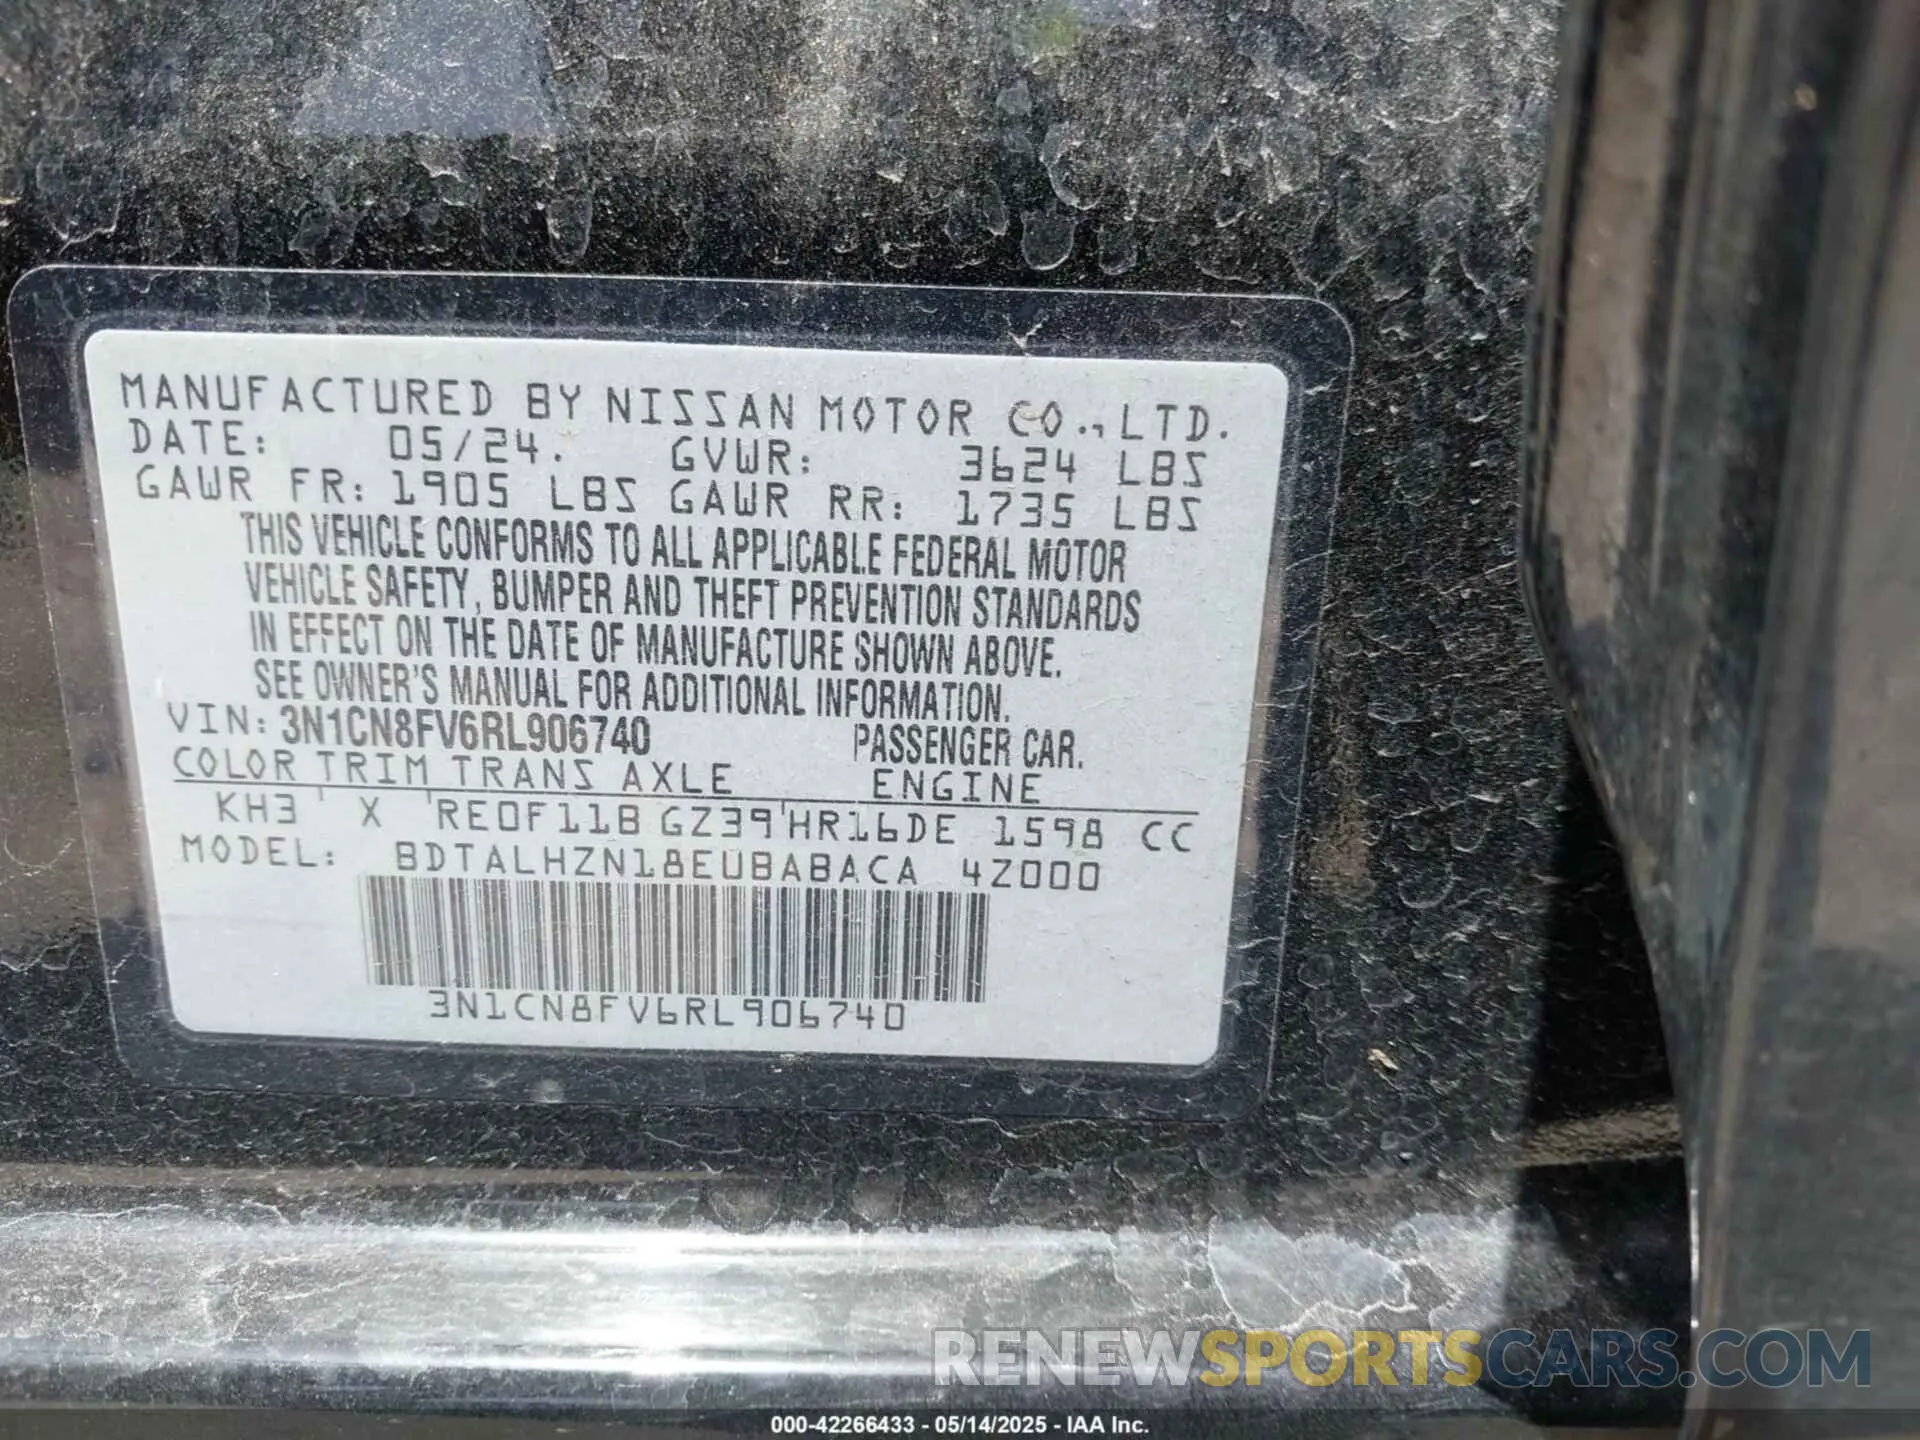 MANUFACTURED BY NISSAN MOTOR CO., LTD.
DATE: 05/24. GVWR: 3624 LBS
GAWR FR: 1905 LBS GAWR RR: 1735 LBS
THIS VEHICLE CONFORMS TO ALL APPLICABLE FEDERAL MOTOR
VEHICLE SAFETY, BUMPER AND THEFT PREVENTION STANDARDS
IN EFFECT ON THE DATE OF MANUFACTURE SHOWN ABOVE.
SEE OWNER'S MANUAL FOR ADDITIONAL INFORMATION.
VIN: 3N1CN8FV6RL906740 PASSENGER CAR.
COLOR TRIM TRANS AXLE ENGINE
KH3 X RE0F11B GZ39 HR16DE 1598 CC
MODEL: BDTALHZN18EUBABACA 4Z000
3N1CN8FV6RL906740
RENEWSPORTSCARS.COM
000-42266433 - 05/14/2025 - IAA Inc.